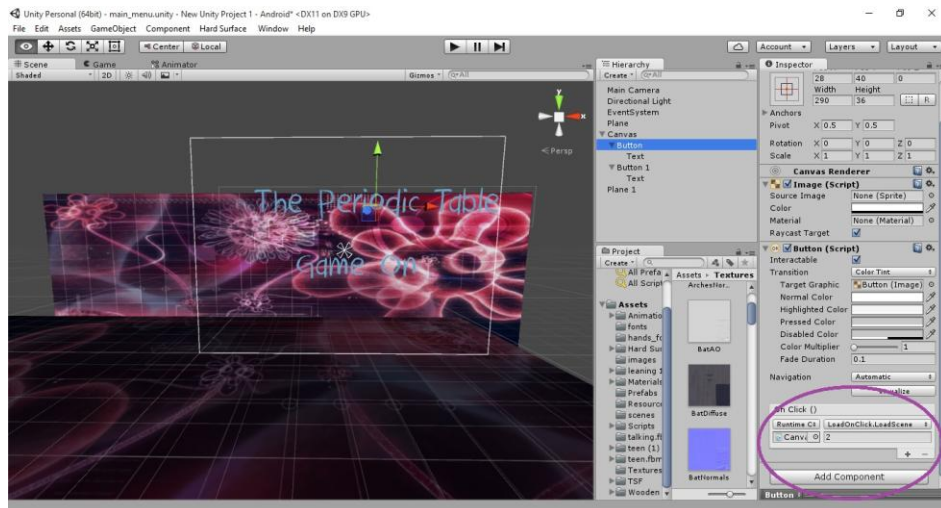 Unity Personal (64bit) - main_menu.unity - New Unity Project 1 - Android* <DX11 on DX9 GPU>
File Edit Assets GameObject Component Hard Surface Window Help
Center Local Account Layers Layout
Scene Game Animator
Shaded 2D Gizmos All
y
x
Persp
The Periodic Table
Game On
Hierarchy
Create All
Main Camera
Directional Light
EventSystem
Plane
Canvas
Button
Text
Button 1
Text
Plane 1
Project
Create
All Prefa
All Script
Assets
Animatio
fonts
hands_fo
Hard Sur
images
leaning 1
Materials
Prefabs
Resource
scenes
Scripts
talking.fb
teen (1)
teen.fbm
Textures
TSF
Wooden
Assets Textures
ArchesNor...
BatAO
BatDiffuse
BatNormals
Inspector
28 40 0
Width Height
290 36 R
Anchors
Pivot X 0.5 Y 0.5
Rotation X 0 Y 0 Z 0
Scale X 1 Y 1 Z 1
Canvas Renderer
Image (Script)
Source Image None (Sprite)
Color
Material None (Material)
Raycast Target
Button (Script)
Interactable
Transition Color Tint
Target Graphic Button (Image)
Normal Color
Highlighted Color
Pressed Color
Disabled Color
Color Multiplier 1
Fade Duration 0.1
Navigation Automatic
Visualize
On Click ()
Runtime LoadOnClick.LoadScene
Canva 2
+ -
Add Component
Button